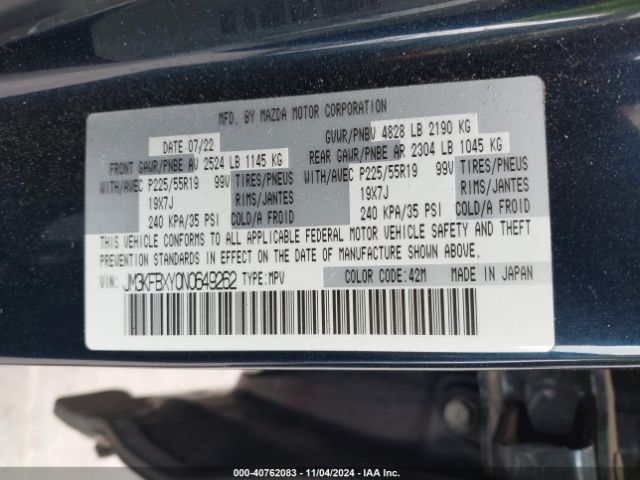 MFD. BY MAZDA MOTOR CORPORATION
DATE 07/22 GVWR/PNBV 4828 LB 2190 KG
FRONT GAWR/PNBE AV 2524 LB 1145 KG REAR GAWR/PNBE AR 2304 LB 1045 KG
WITH/AVEC P225/55R19 99V TIRES/PNEUS WITH/AVEC P225/55R19 99V TIRES/PNEUS
19X7J RIMS/JANTES 19X7J RIMS/JANTES
240 KPA/35 PSI COLD/A FROID 240 KPA/35 PSI COLD/A FROID
THIS VEHICLE CONFORMS TO ALL APPLICABLE FEDERAL MOTOR VEHICLE SAFETY AND THEFT
PREVENTION STANDARDS IN EFFECT ON THE DATE OF MANUFACTURE SHOWN ABOVE.
VIN: JM3KFBXY0N0649262 TYPE:MPV COLOR CODE:42M MADE IN JAPAN
000-40762083 - 11/04/2024 - IAA Inc.